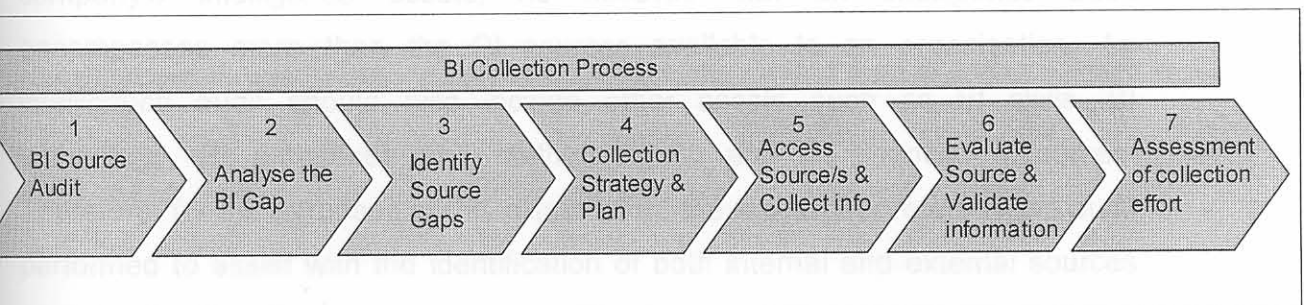 BI Collection Process
1
BI Source
Audit
2
Analyse the
BI Gap
3
Identify
Source
Gaps
4
Collection
Strategy &
Plan
5
Access
Source/s &
Collect info
6
Evaluate
Source &
Validate
information
7
Assessment
of collection
effort
performed to assist with the identification of both internal and external sources